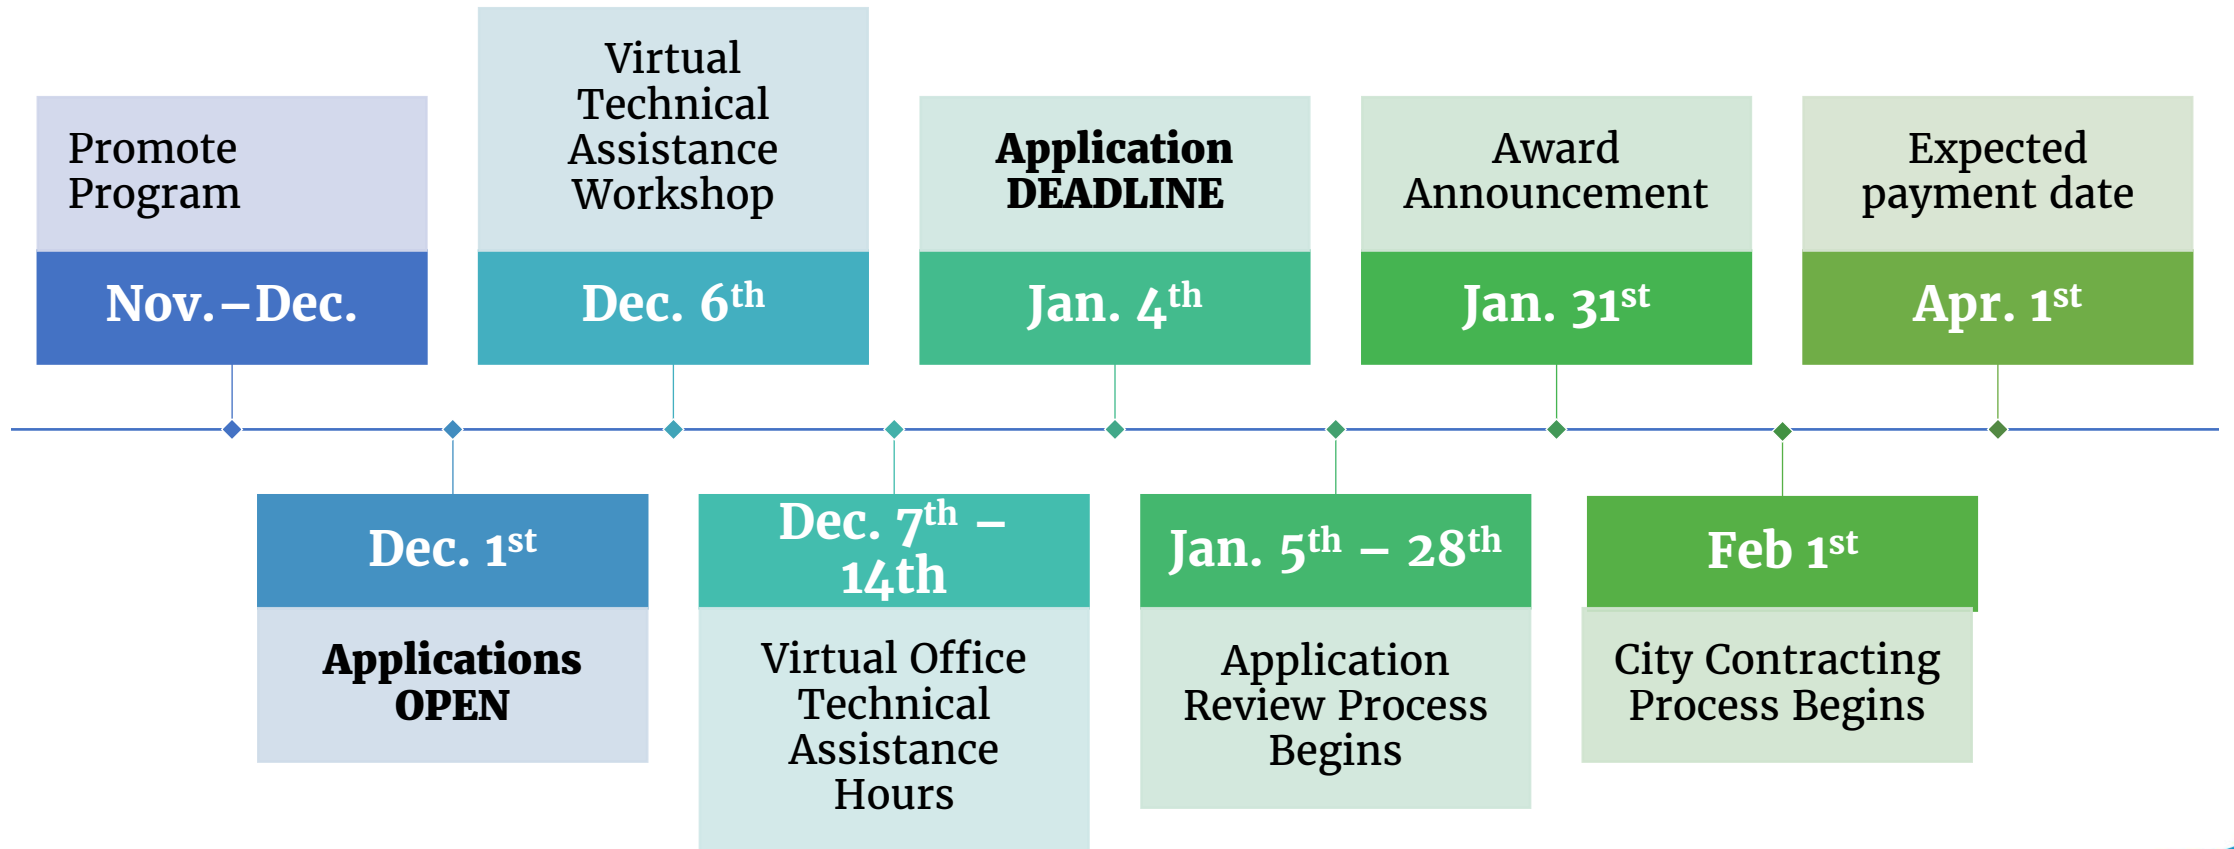 Promote
Program
Nov.–Dec.
Dec. 1st
Applications
OPEN
Virtual
Technical
Assistance
Workshop
Dec. 6th
Dec. 7th –
14th
Virtual Office
Technical
Assistance
Hours
Application
DEADLINE
Jan. 4th
Jan. 5th – 28th
Application
Review Process
Begins
Award
Announcement
Jan. 31st
Feb 1st
City Contracting
Process Begins
Expected
payment date
Apr. 1st